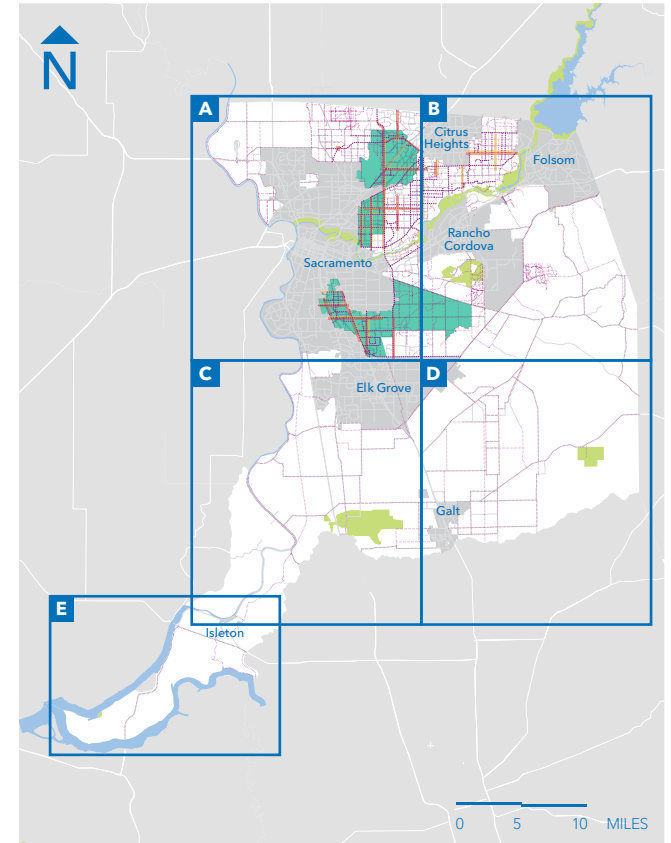 N
A
B
Citrus
Heights
Folsom
Rancho
Cordova
Sacramento
C
D
Elk Grove
Galt
E
Isleton
0 5 10 MILES